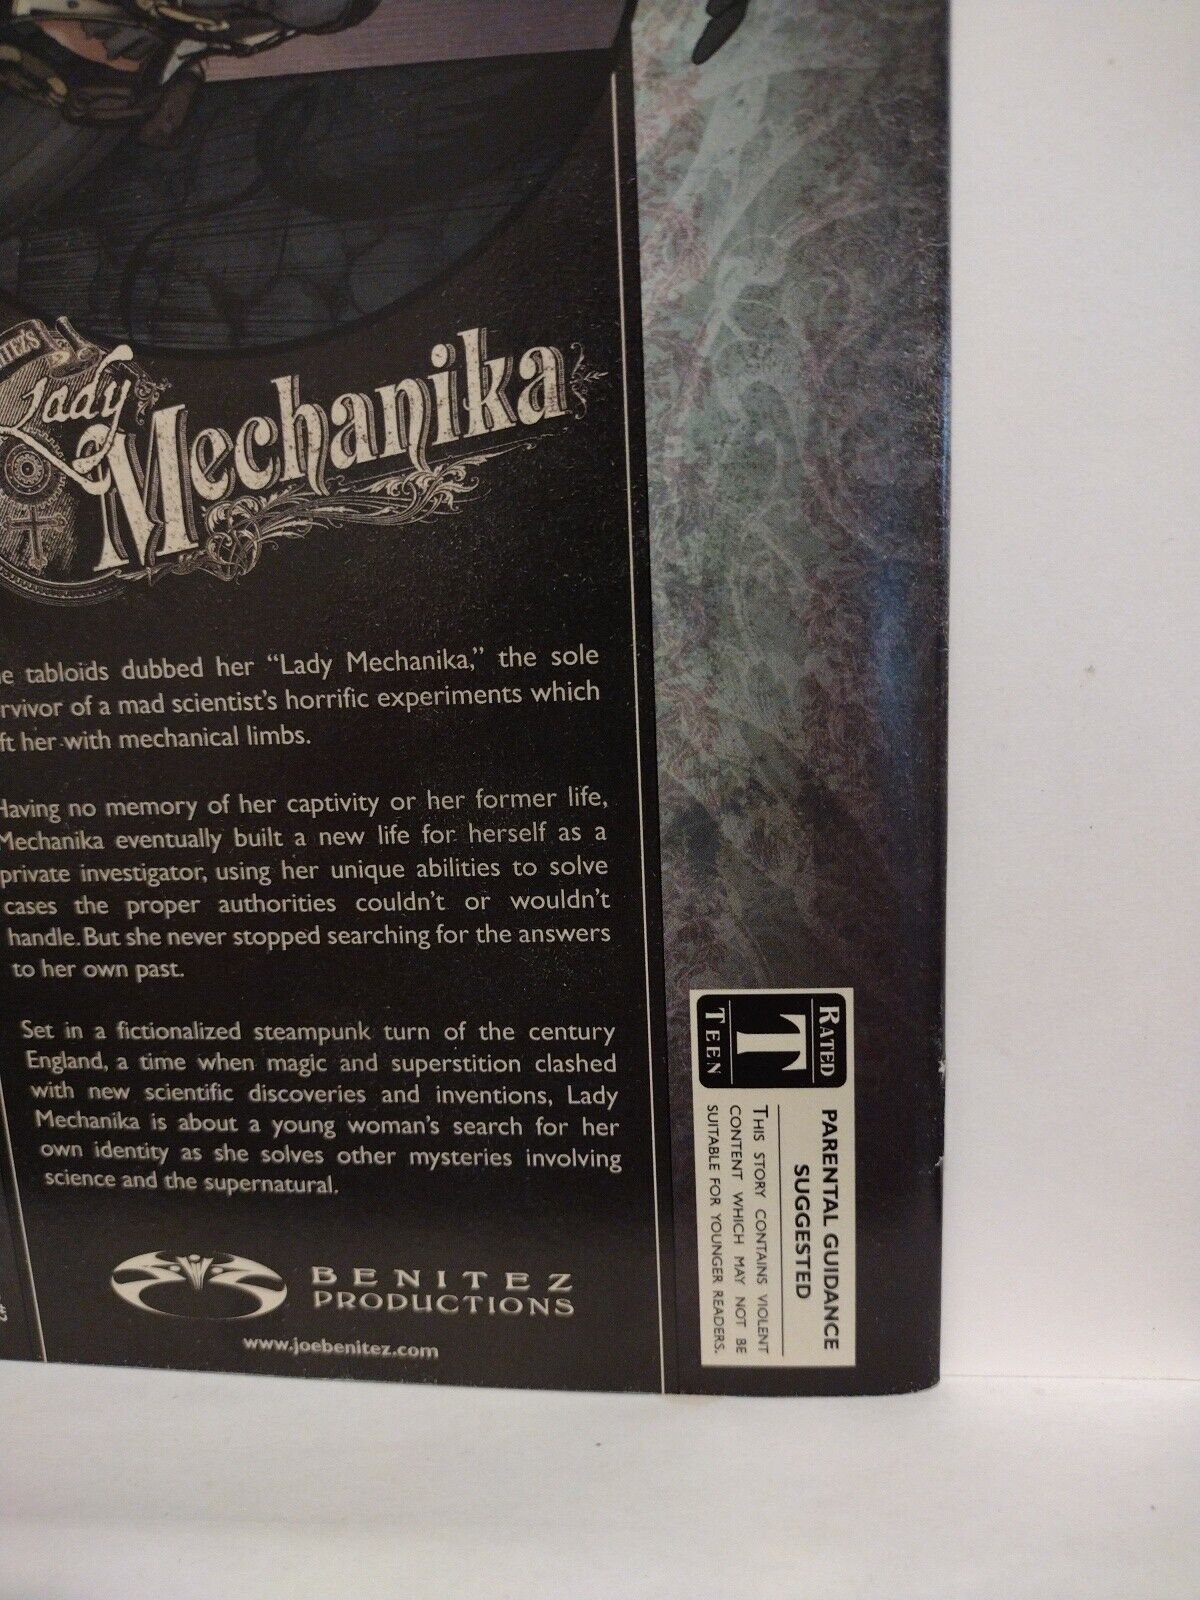 Lady
Mechanika
tabloids dubbed her "Lady Mechanika," the sole
of a mad scientist's horrific experiments which
her with mechanical limbs.
Having no memory of her captivity or her former life,
Mechanika eventually built a new life for herself as a
private investigator, using her unique abilities to solve
cases the proper authorities couldn't or wouldn't
handle. But she never stopped searching for the answers
to her own past.
Set in a fictionalized steampunk turn of the century
England, a time when magic and superstition clashed
with new scientific discoveries and inventions, Lady
Mechanika is about a young woman's search for her
own identity as she solves other mysteries involving
science and the supernatural.
BENITEZ
PRODUCTIONS
www.joebenitez.com
RATED
T
TEEN
PARENTAL GUIDANCE
SUGGESTED
THIS STORY CONTAINS VIOLENT
CONTENT WHICH MAY NOT BE
SUITABLE FOR YOUNGER READERS.